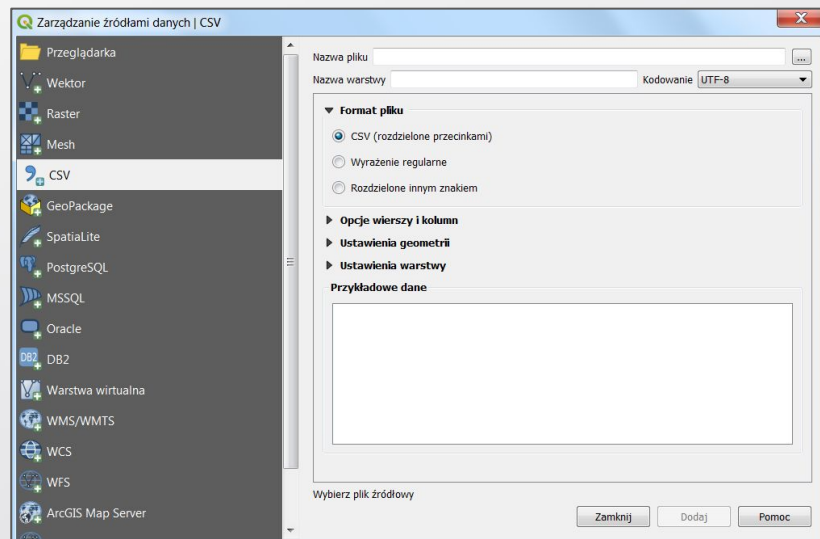 Zarządzanie źródłami danych | CSV
Przeglądarka
Wektor
Raster
Mesh
CSV
GeoPackage
SpatiaLite
PostgreSQL
MSSQL
Oracle
DB2
DB2
Warstwa wirtualna
WMS/WMTS
WCS
WFS
ArcGIS Map Server
Nazwa pliku ...
Nazwa warstwy Kodowanie UTF-8
Format pliku
CSV (rozdzielone przecinkami)
Wyrażenie regularne
Rozdzielone innym znakiem
Opcje wierszy i kolumn
Ustawienia geometrii
Ustawienia warstwy
Przykładowe dane
Wybierz plik źródłowy
Zamknij Dodaj Pomoc